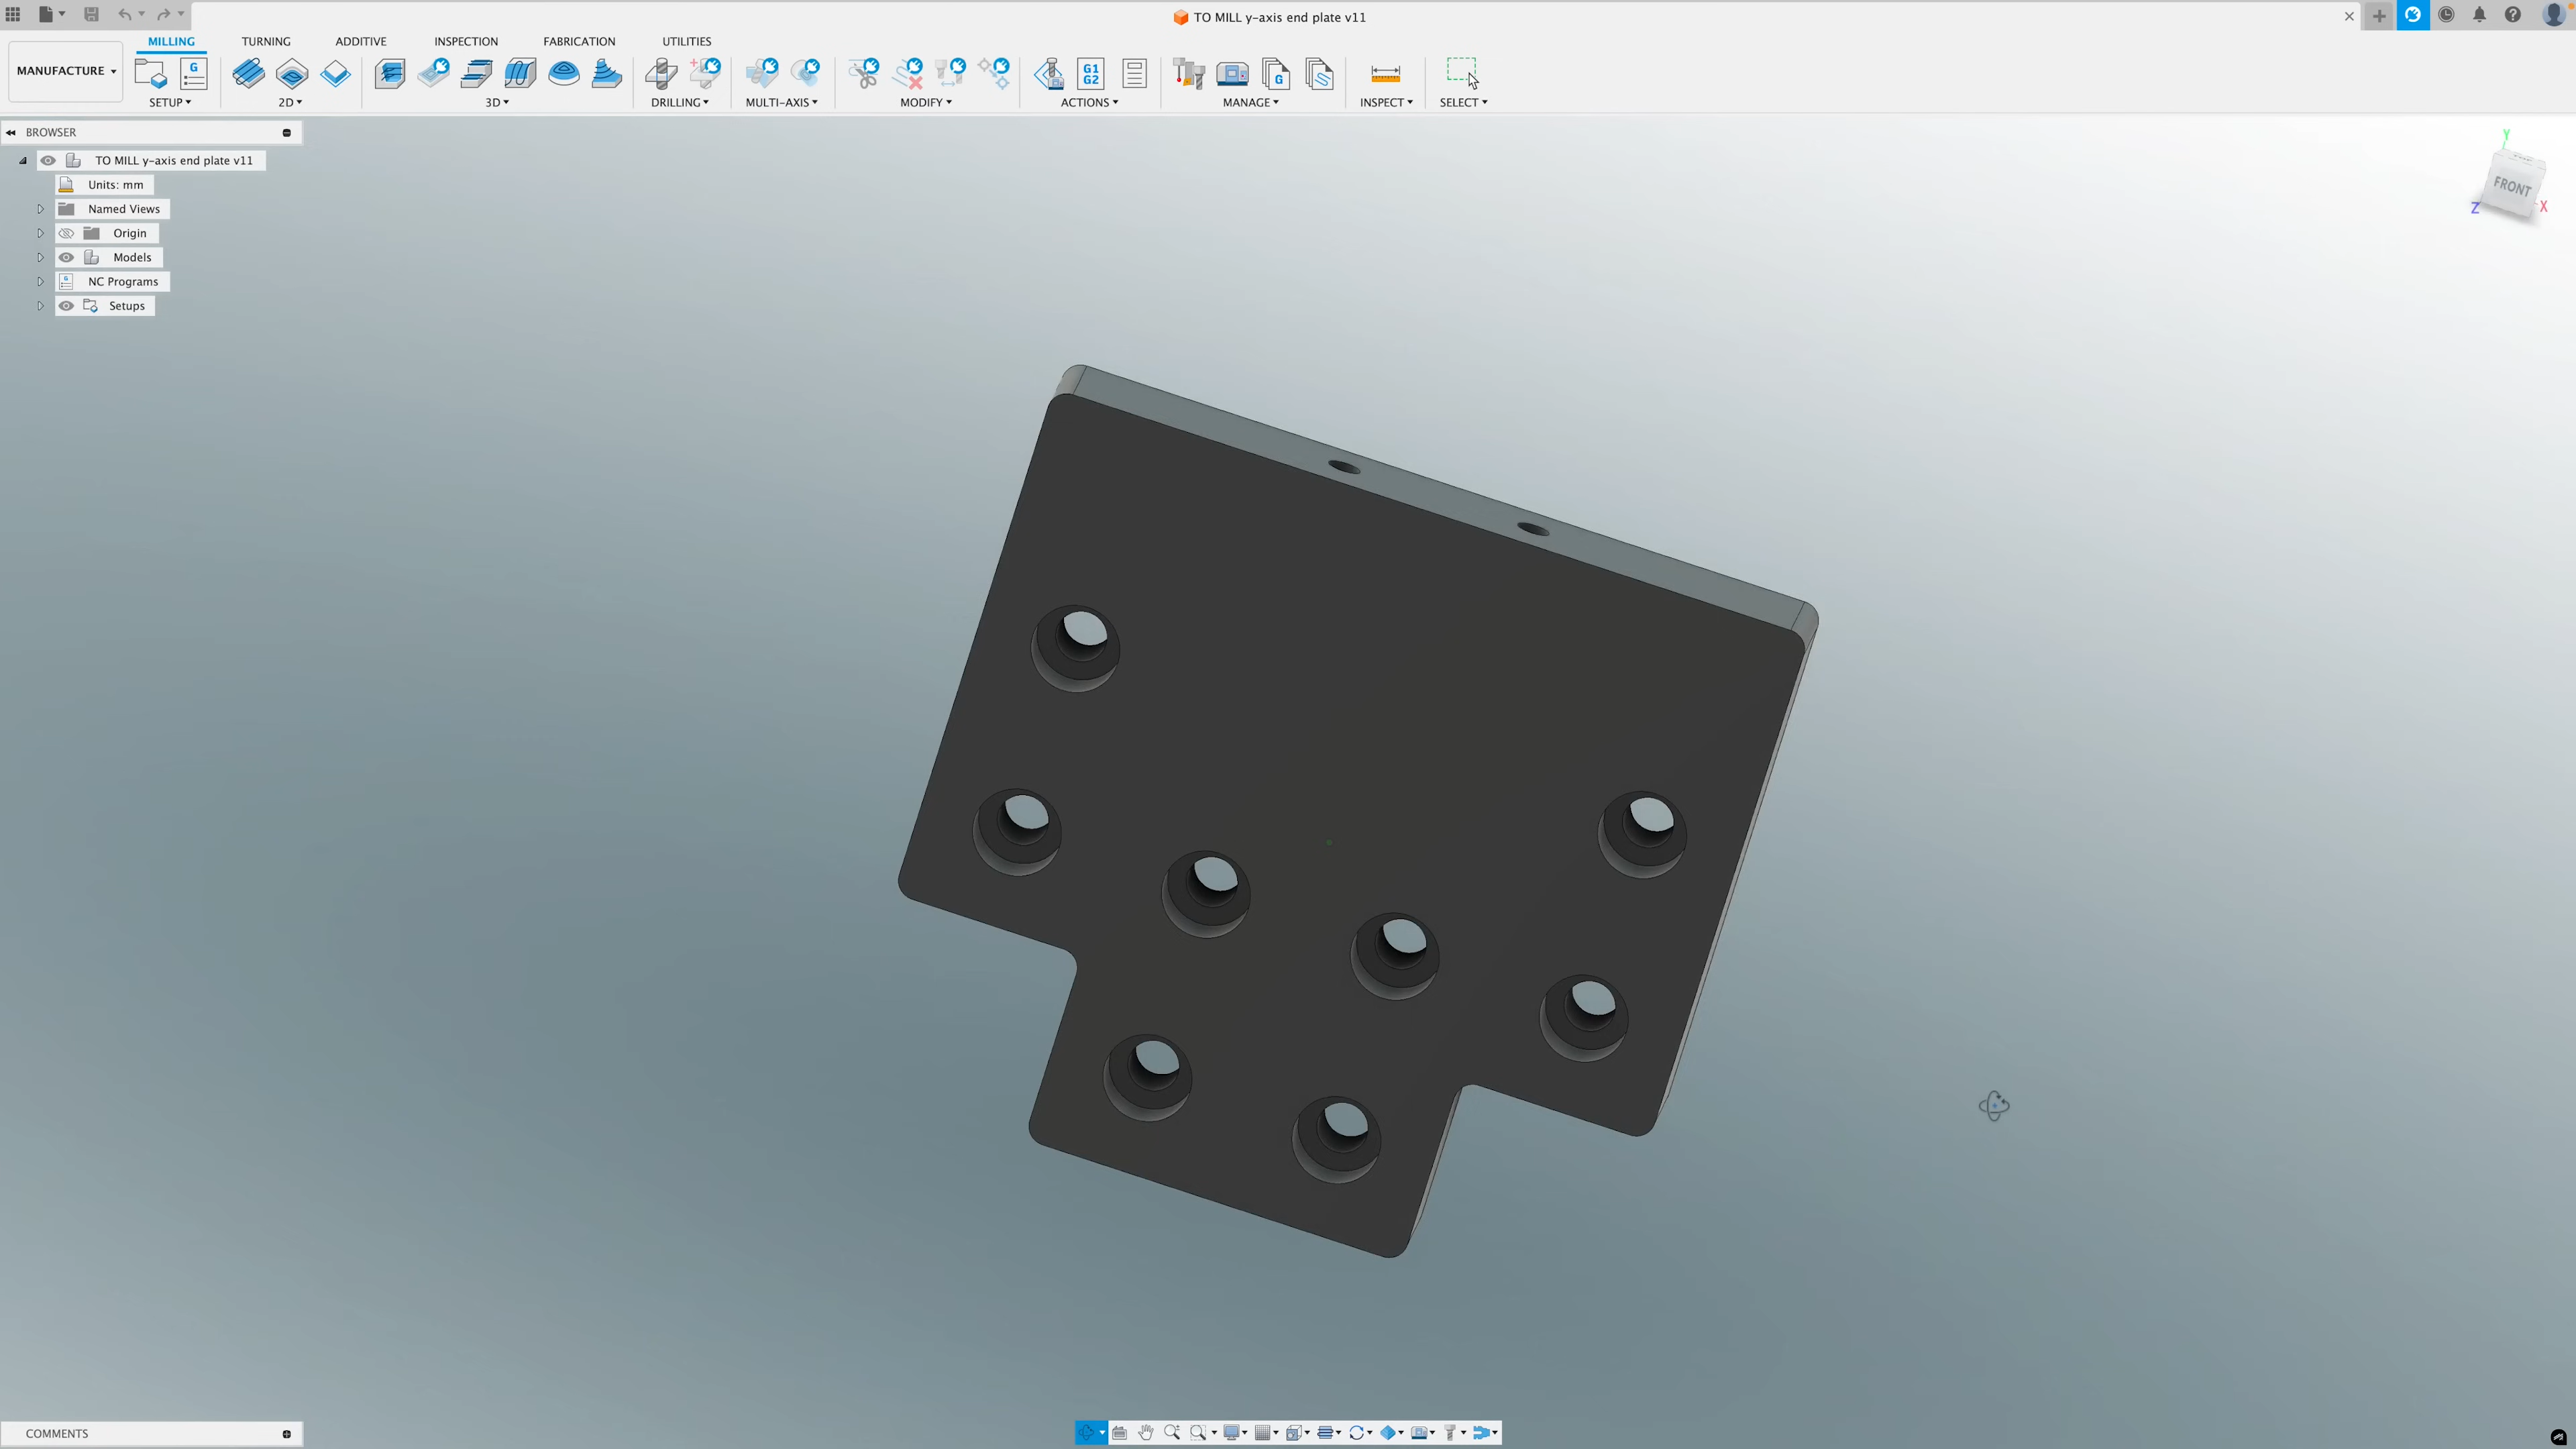 TO MILL y-axis end plate v11
MILLING TURNING ADDITIVE INSPECTION FABRICATION UTILITIES
MANUFACTURE
G
G1
G2
G
SETUP 2D 3D DRILLING MULTI-AXIS MODIFY ACTIONS MANAGE INSPECT SELECT
BROWSER
TO MILL y-axis end plate v11
Units: mm
Named Views
Origin
Models
NC Programs
Setups
Y
FRONT
Z
X
COMMENTS